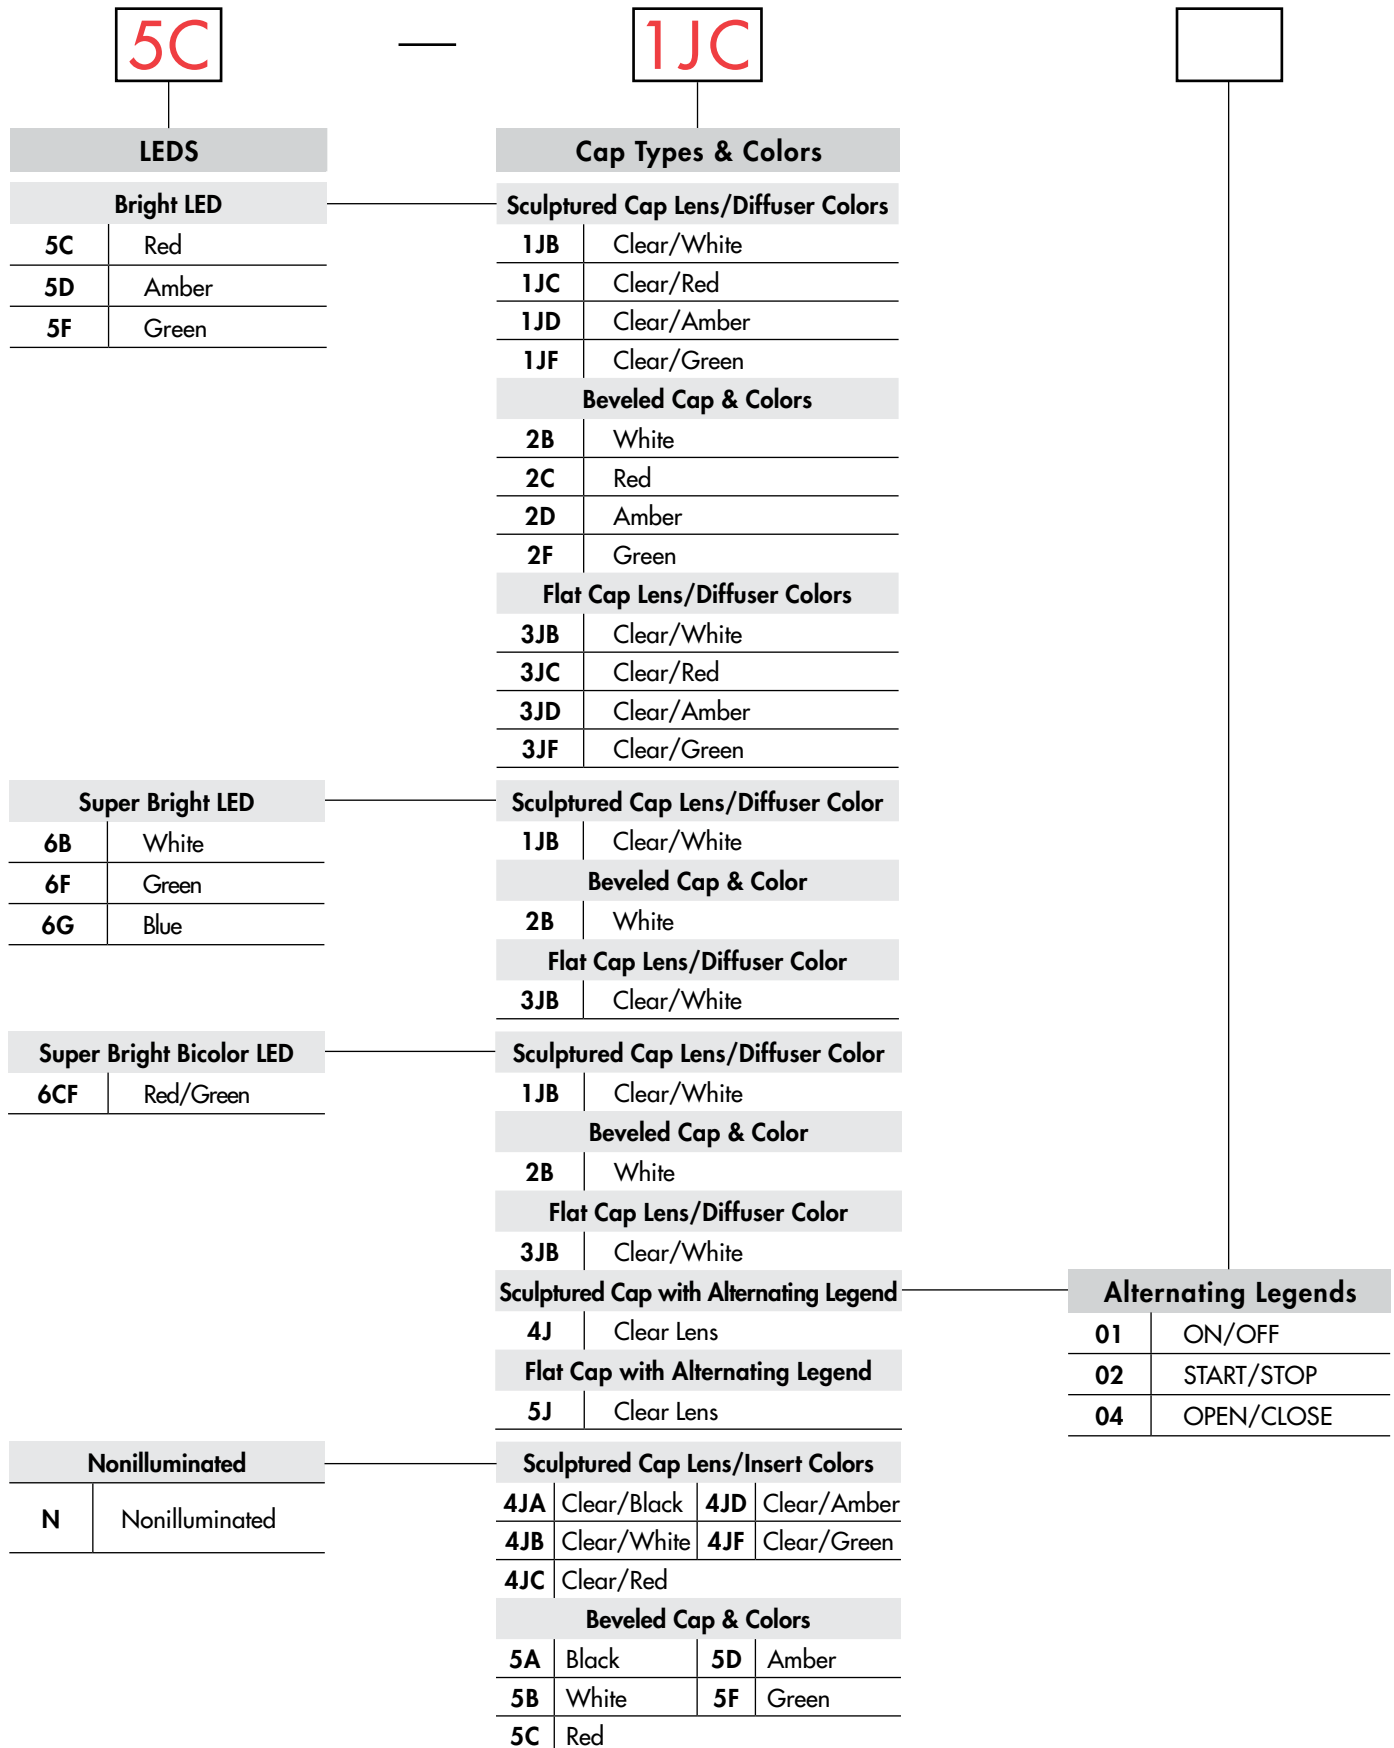 5C — 1JC
LEDS
Bright LED
5C Red
5D Amber
5F Green
Super Bright LED
6B White
6F Green
6G Blue
Super Bright Bicolor LED
6CF Red/Green
Nonilluminated
N Nonilluminated
Cap Types & Colors
Sculptured Cap Lens/Diffuser Colors
1JB Clear/White
1JC Clear/Red
1JD Clear/Amber
1JF Clear/Green
Beveled Cap & Colors
2B White
2C Red
2D Amber
2F Green
Flat Cap Lens/Diffuser Colors
3JB Clear/White
3JC Clear/Red
3JD Clear/Amber
3JF Clear/Green
Sculptured Cap Lens/Diffuser Color
1JB Clear/White
Beveled Cap & Color
2B White
Flat Cap Lens/Diffuser Color
3JB Clear/White
Sculptured Cap Lens/Diffuser Color
1JB Clear/White
Beveled Cap & Color
2B White
Flat Cap Lens/Diffuser Color
3JB Clear/White
Sculptured Cap with Alternating Legend
4J Clear Lens
Flat Cap with Alternating Legend
5J Clear Lens
Sculptured Cap Lens/Insert Colors
4JA Clear/Black 4JD Clear/Amber
4JB Clear/White 4JF Clear/Green
4JC Clear/Red
Beveled Cap & Colors
5A Black 5D Amber
5B White 5F Green
5C Red
Alternating Legends
01 ON/OFF
02 START/STOP
04 OPEN/CLOSE